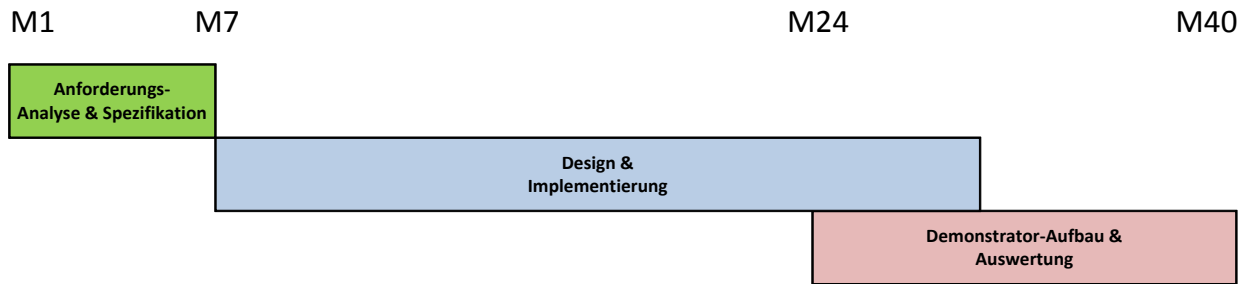 M1 M7 M24 M40
Anforderungs-
Analyse & Spezifikation
Design &
Implementierung
Demonstrator-Aufbau &
Auswertung